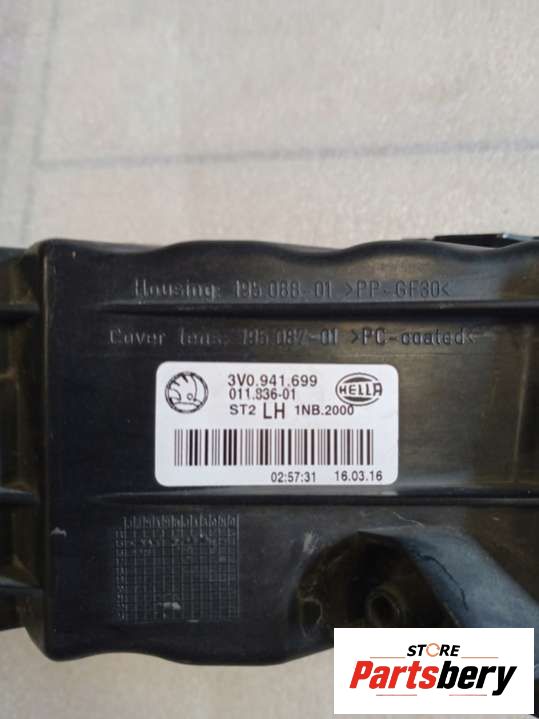 Housing: 195.088-01 >PP-GF30<
Cover lens: 195.087-01 >PC-coated<
3V0.941.699
011.836-01
ST2 LH 1NB.2000
HELLA
02:57:31 16.03.16
STORE
Partsbery